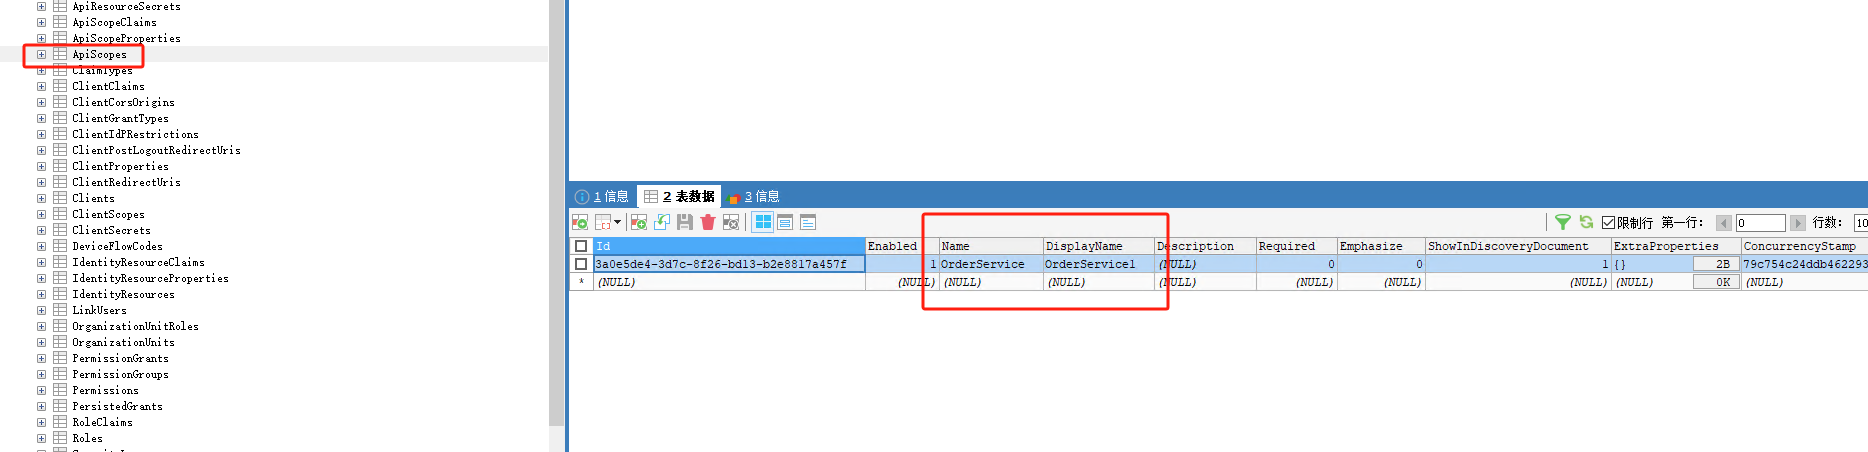 ApiResourceSecrets
ApiScopeClaims
ApiScopeProperties
ApiScopes
ClaimTypes
ClientClaims
ClientCorsOrigins
ClientGrantTypes
ClientIdPRestrictions
ClientPostLogoutRedirectUris
ClientProperties
ClientRedirectUris
Clients
ClientScopes
ClientSecrets
DeviceFlowCodes
IdentityResourceClaims
IdentityResourceProperties
IdentityResources
LinkUsers
OrganizationUnitRoles
OrganizationUnits
PermissionGrants
PermissionGroups
Permissions
PersistedGrants
RoleClaims
Roles
1 信息 2 表数据 3 信息
限制行 第一行: 0 行数: 10
Id Enabled Name DisplayName Description Required Emphasize ShowInDiscoveryDocument ExtraProperties ConcurrencyStamp
3a0e5de4-3d7c-8f26-bd13-b2e8817a457f 1 OrderService OrderService1 (NULL) 0 0 1 {} 2B 79c754c24ddb462293
* (NULL) (NULL) (NULL) (NULL) (NULL) (NULL) (NULL) (NULL) (NULL) 0K (NULL)